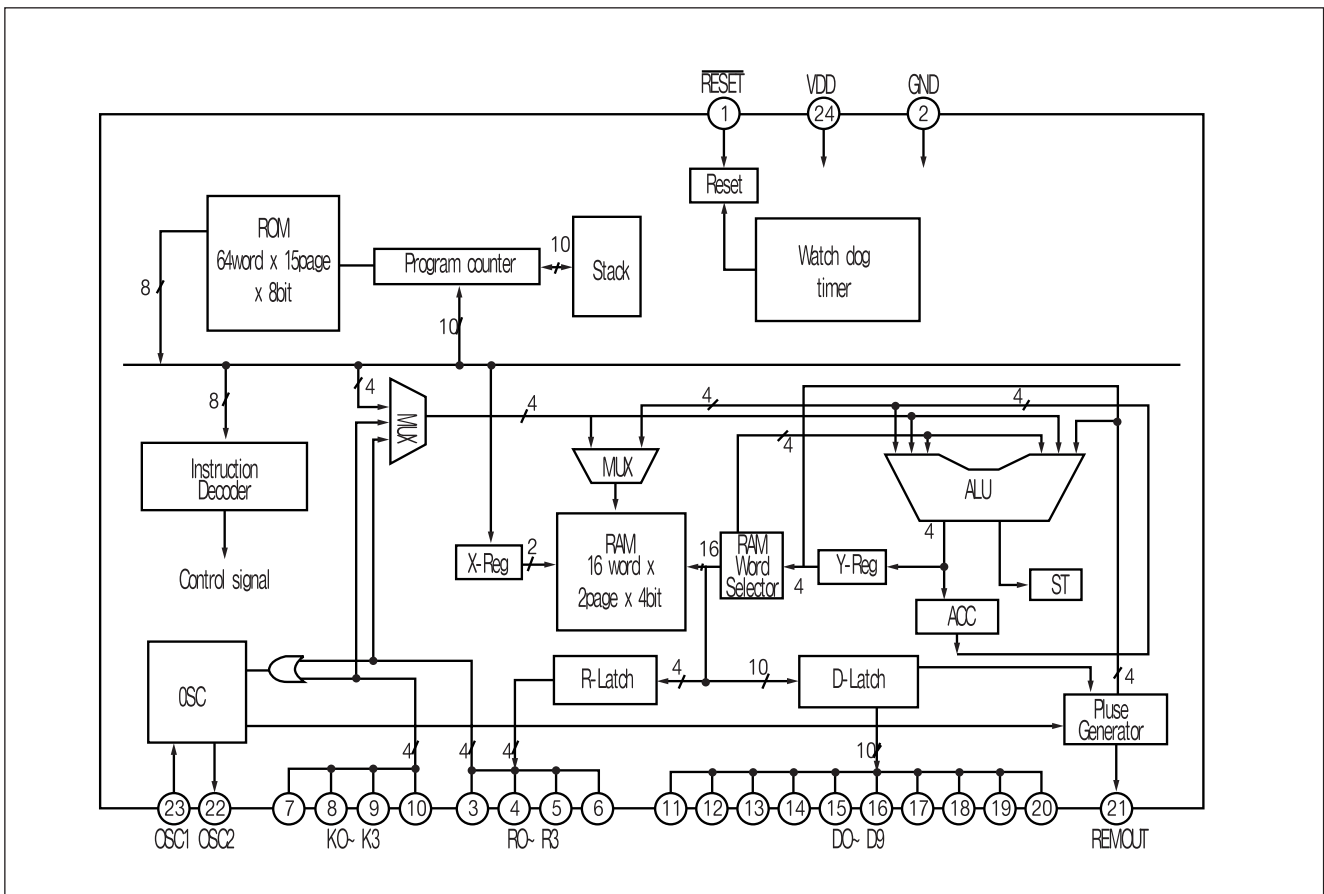 RESET VDD GND
1 24 2
Reset
ROM
64word x 15page
x 8bit
Program counter
10
Stack
Watch dog
timer
8
10
8
4
MUX
4
4
4
4
Instruction
Decoder
Control signal
MUX
ALU
4
X-Reg
2
RAM
16 word x
2page x 4bit
16
RAM
Word
Selector
4
Y-Reg
ST
ACC
OSC
R-Latch
4
10
D-Latch
4
Pluse
Generator
4
4
4
10
23 22 7 8 9 10 3 4 5 6 11 12 13 14 15 16 17 18 19 20 21
OSC1 OSC2 K0~ K3 R0~ R3 D0~ D9 REMOUT